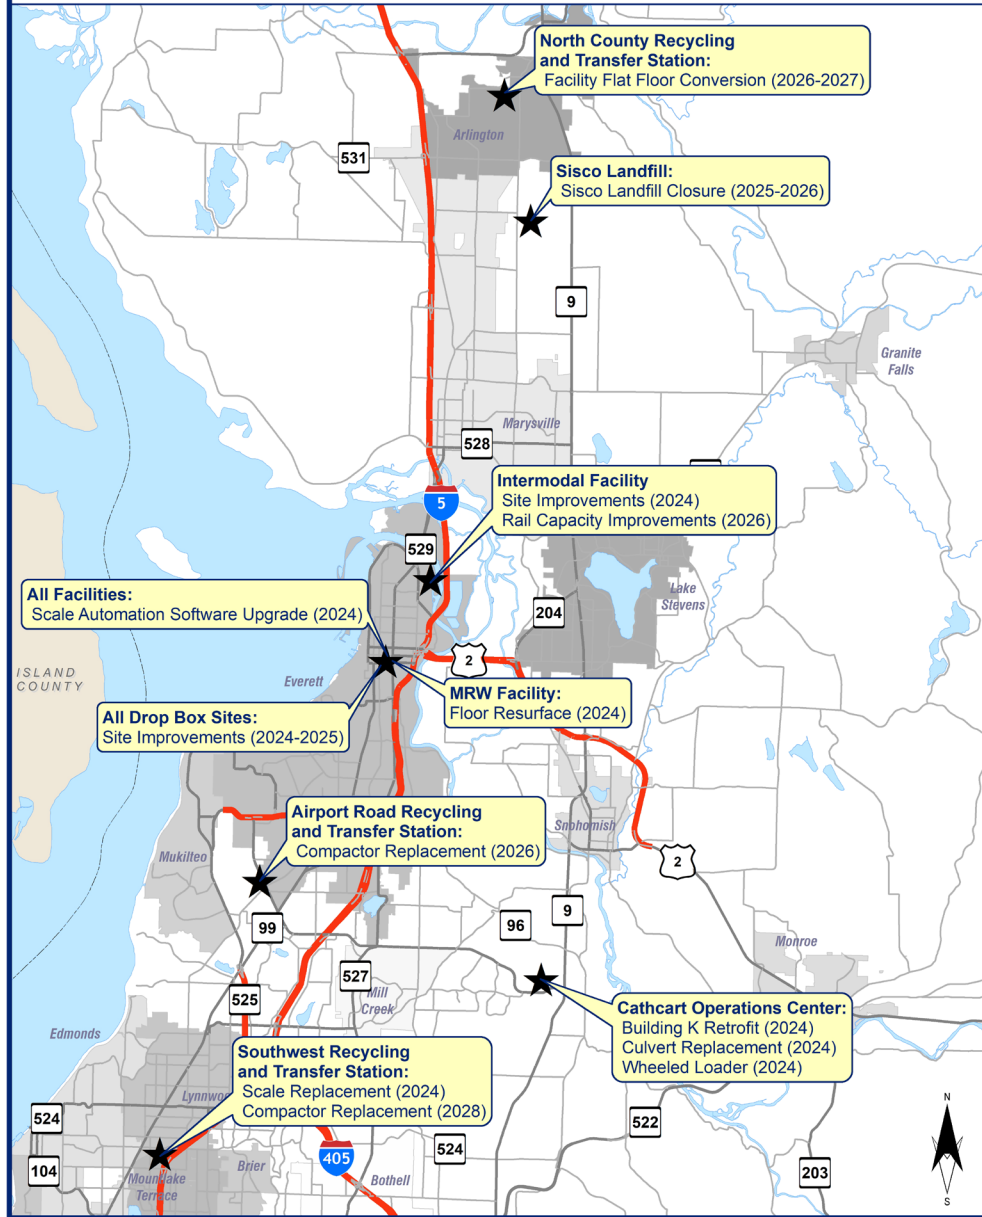 North County Recycling
and Transfer Station:
Facility Flat Floor Conversion (2026-2027)
Arlington
531
Sisco Landfill:
Sisco Landfill Closure (2025-2026)
9
Granite
Falls
Marysville
528
Intermodal Facility
Site Improvements (2024)
Rail Capacity Improvements (2026)
5
529
All Facilities:
Scale Automation Software Upgrade (2024)
204
Lake
Stevens
2
ISLAND
COUNTY
Everett
MRW Facility:
Floor Resurface (2024)
All Drop Box Sites:
Site Improvements (2024-2025)
Airport Road Recycling
and Transfer Station:
Compactor Replacement (2026)
Snohomish
Mukilteo
2
99
96
9
Monroe
527
Mill
Creek
525
Cathcart Operations Center:
Building K Retrofit (2024)
Culvert Replacement (2024)
Wheeled Loader (2024)
Edmonds
Southwest Recycling
and Transfer Station:
Scale Replacement (2024)
Compactor Replacement (2028)
N
524
522
524
405
104
Brier
Bothell
203
Mountlake
Terrace
S